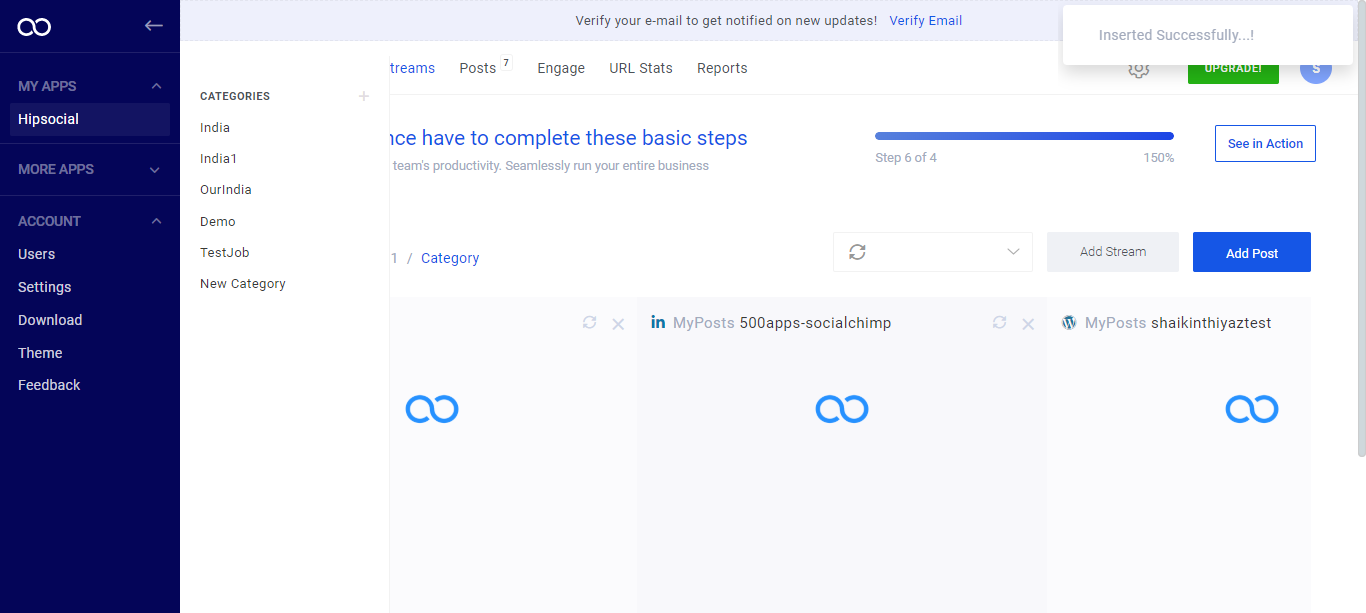 Verify your e-mail to get notified on new updates! Verify Email
Inserted Successfully...!
MY APPS
Hipsocial
MORE APPS
ACCOUNT
Users
Settings
Download
Theme
Feedback
CATEGORIES +
India
India1
OurIndia
Demo
TestJob
New Category
treams Posts 7 Engage URL Stats Reports
UPGRADE!
S
nce have to complete these basic steps
team's productivity. Seamlessly run your entire business
Step 6 of 4 150%
See in Action
1 / Category
Add Stream
Add Post
MyPosts 500apps-socialchimp
MyPosts shaikinthiyaztest